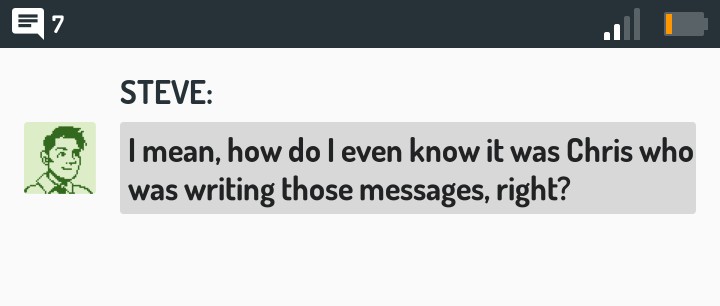 7
STEVE:
I mean, how do I even know it was Chris who
was writing those messages, right?